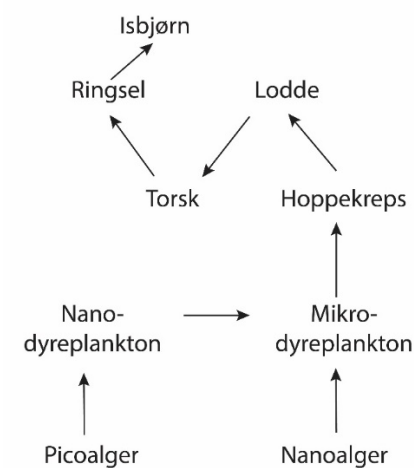 Isbjørn
Ringsel
Lodde
Torsk
Hoppekreps
Nano-
dyreplankton
Mikro-
dyreplankton
Picoalger
Nanoalger